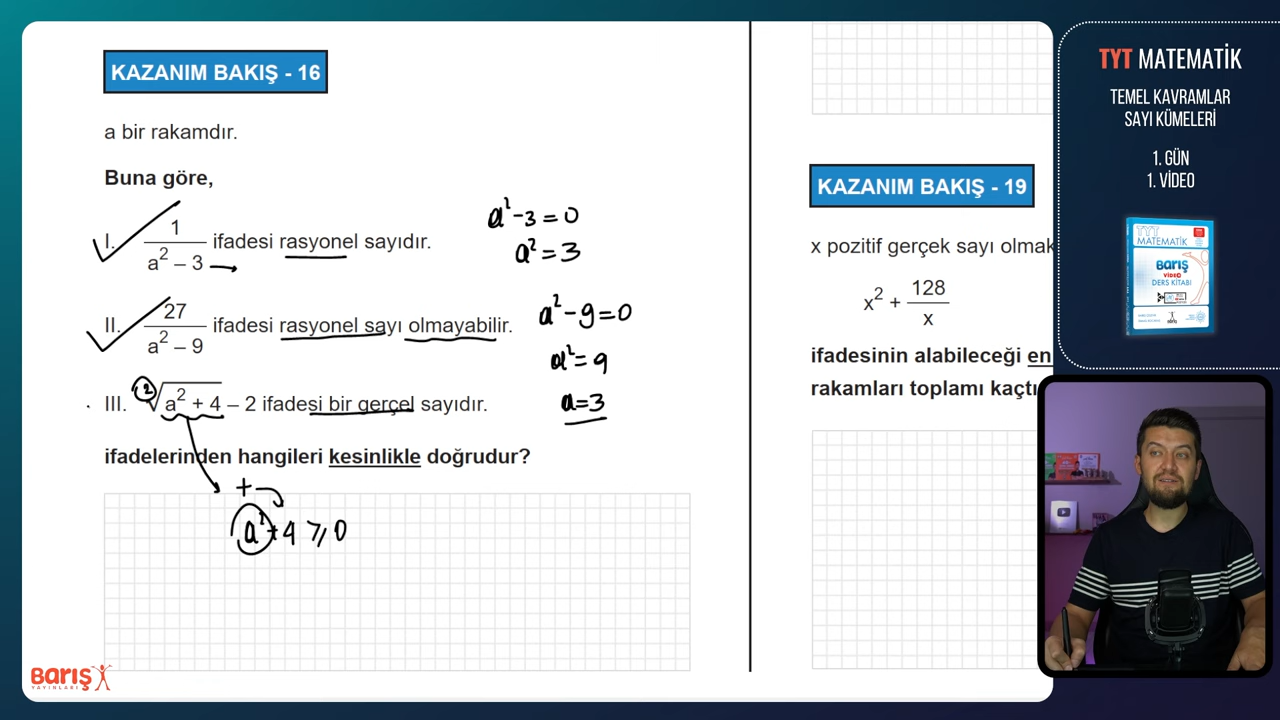 KAZANIM BAKIŞ - 16
a bir rakamdır.
Buna göre,
I. 1 / (a² – 3) ifadesi rasyonel sayıdır.
II. 27 / (a² – 9) ifadesi rasyonel sayı olmayabilir.
III. ²√(a² + 4) – 2 ifadesi bir gerçel sayıdır.
ifadelerinden hangileri kesinlikle doğrudur?
a² - 3 = 0
a² = 3
a² - 9 = 0
a² = 9
a = 3
+
a² + 4 ⩾ 0
BARIŞ
YAYINLARI
KAZANIM BAKIŞ - 19
x pozitif gerçek sayı olmak
x² + 128 / x
ifadesinin alabileceği en
rakamları toplamı kaçtı
TYT MATEMATİK
TEMEL KAVRAMLAR
SAYI KÜMELERİ
1. GÜN
1. VİDEO
TYT
MATEMATİK
BARIŞ
VİDEO
DERS KİTABI